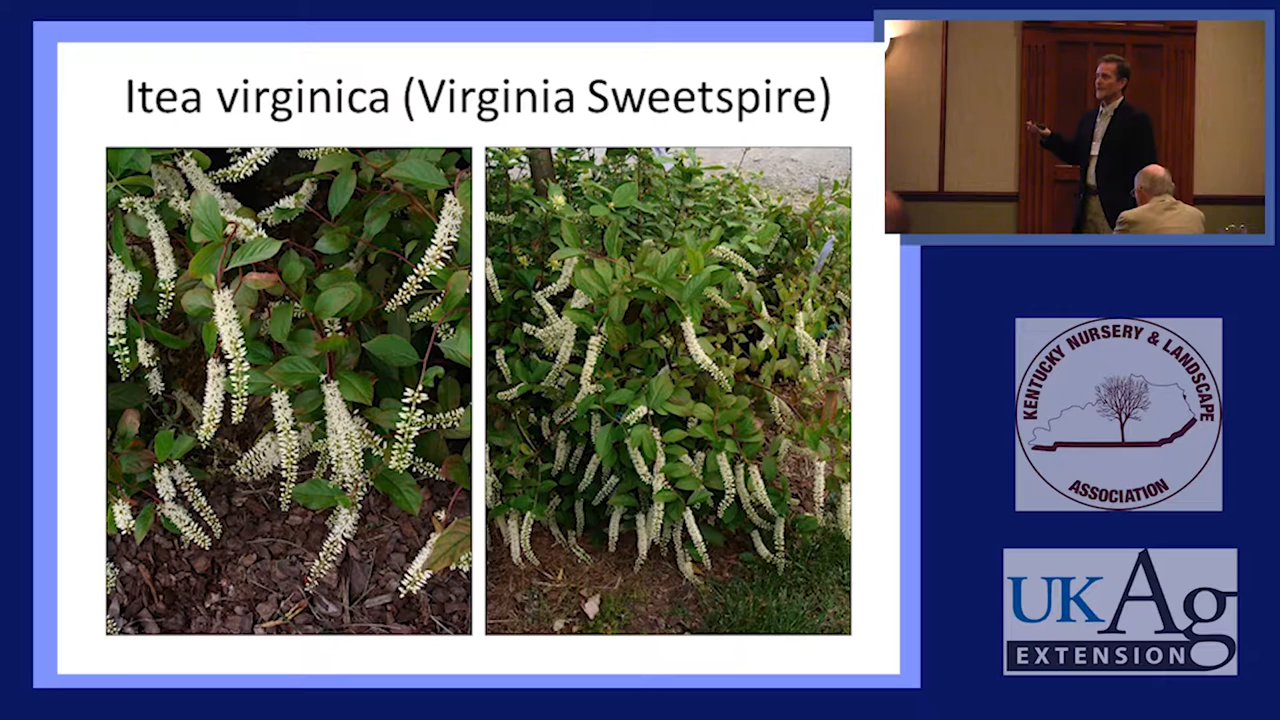 Itea virginica (Virginia Sweetspire)
KENTUCKY NURSERY & LANDSCAPE
ASSOCIATION
UKAg
EXTENSION